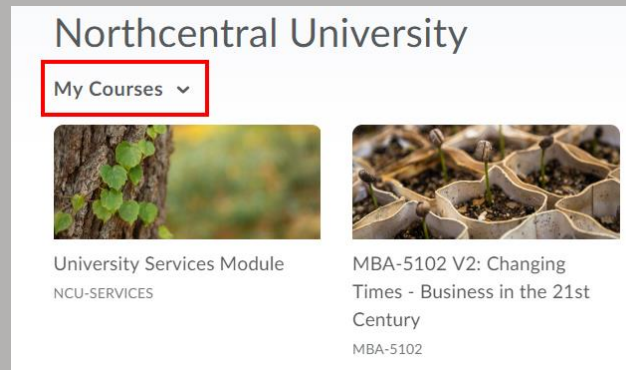 Northcentral University
My Courses
University Services Module
NCU-SERVICES
MBA-5102 V2: Changing
Times - Business in the 21st
Century
MBA-5102